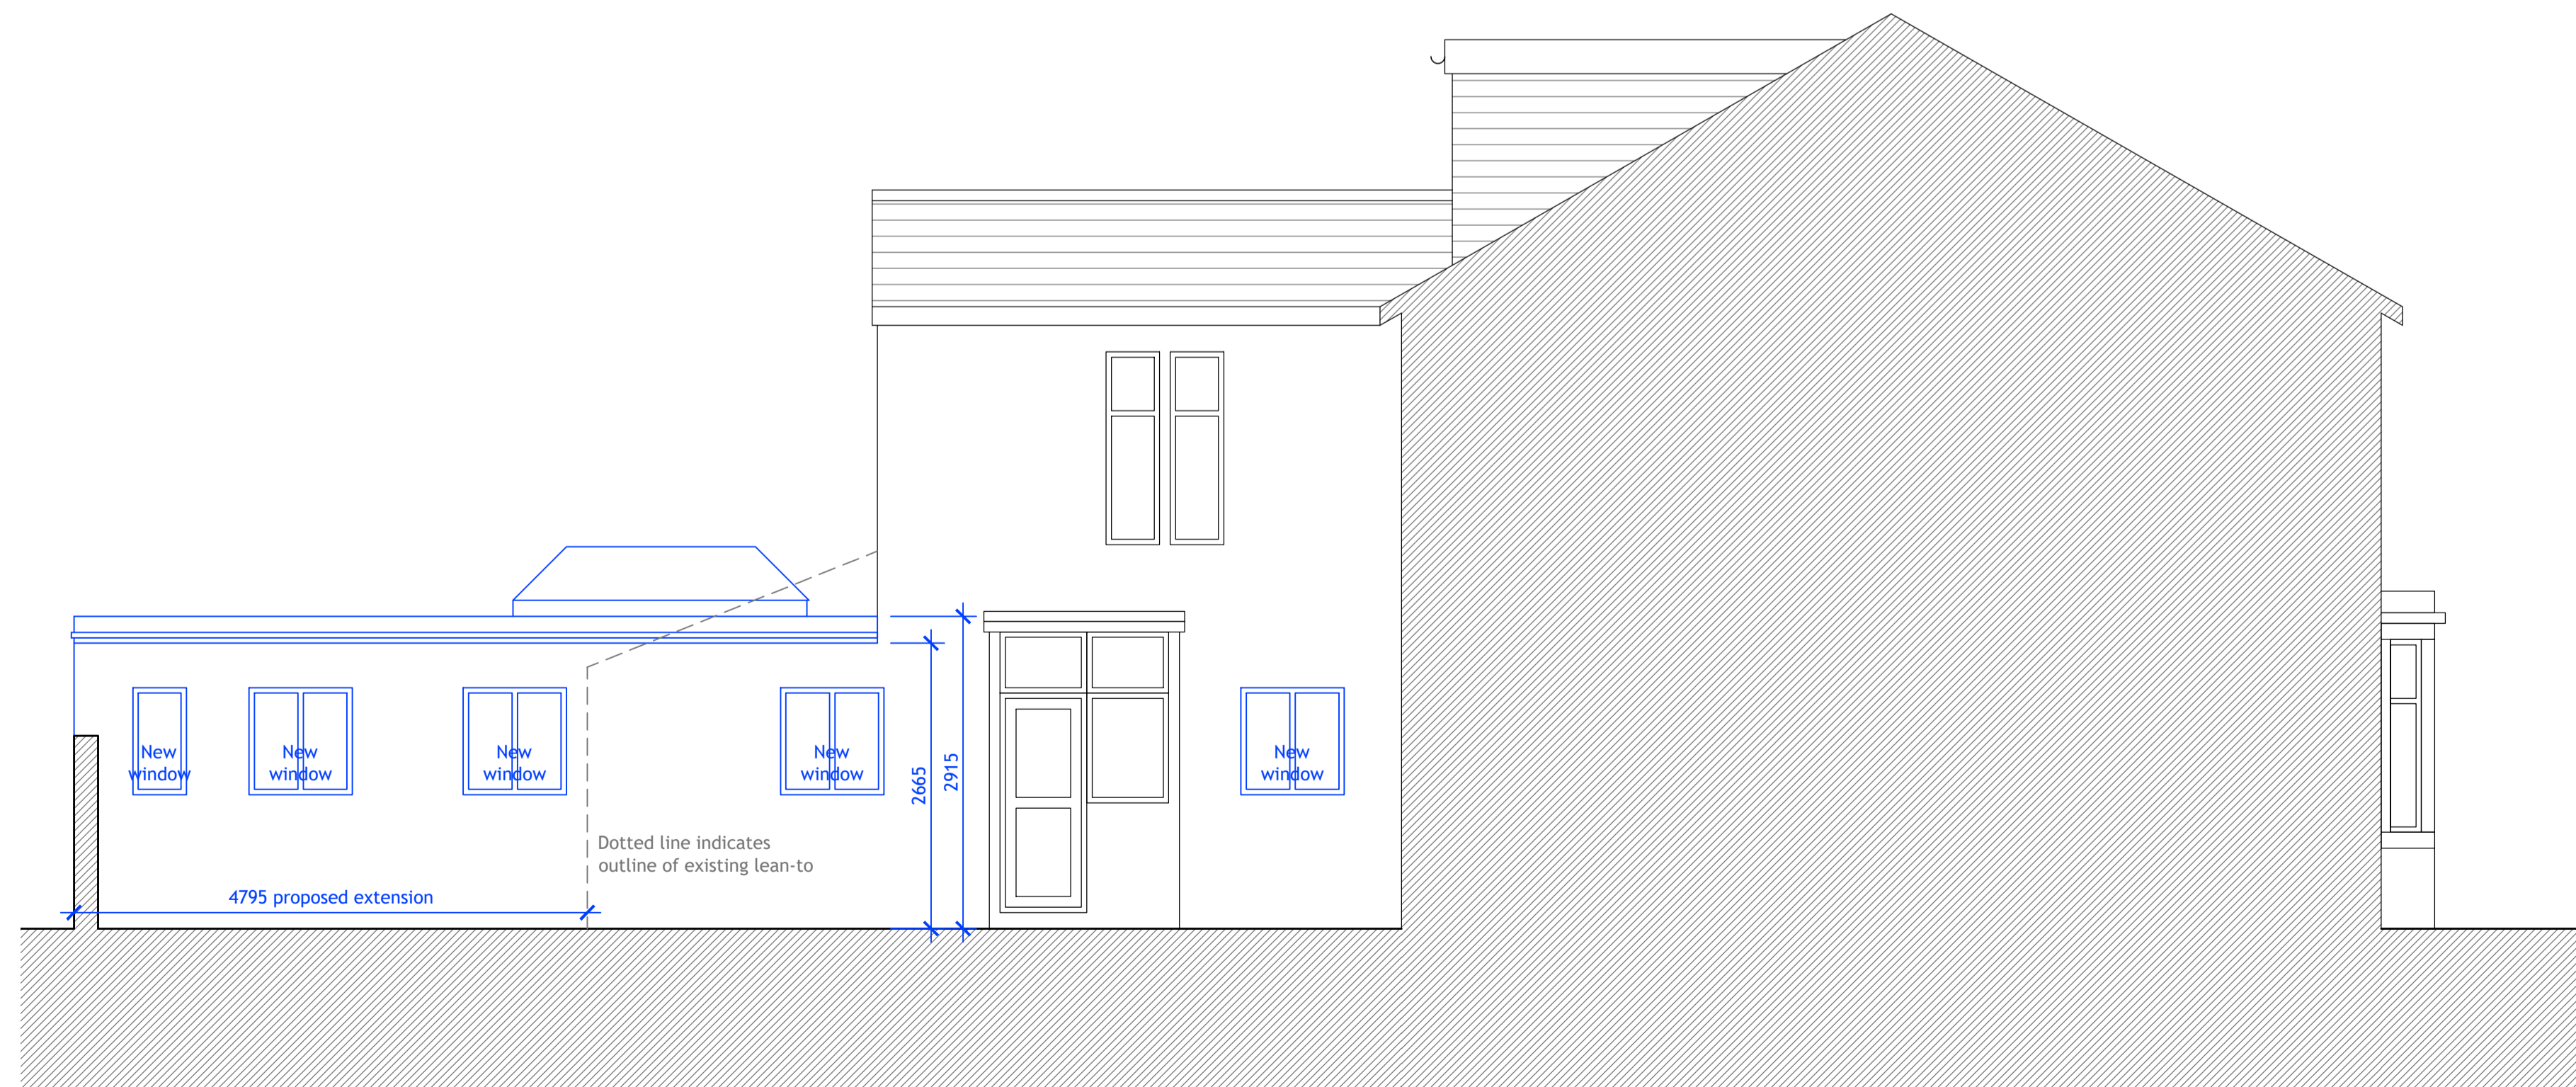 New
window
New
window
New
window
New
window
New
window
2665
2915
Dotted line indicates
outline of existing lean-to
4795 proposed extension